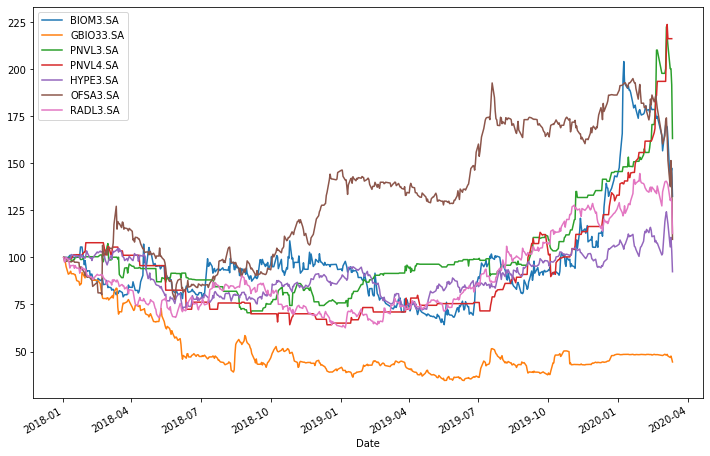 BIOM3.SA
GBIO33.SA
PNVL3.SA
PNVL4.SA
HYPE3.SA
OFSA3.SA
RADL3.SA
225
200
175
150
125
100
75
50
2018-01
2018-04
2018-07
2018-10
2019-01
2019-04
2019-07
2019-10
2020-01
2020-04
Date